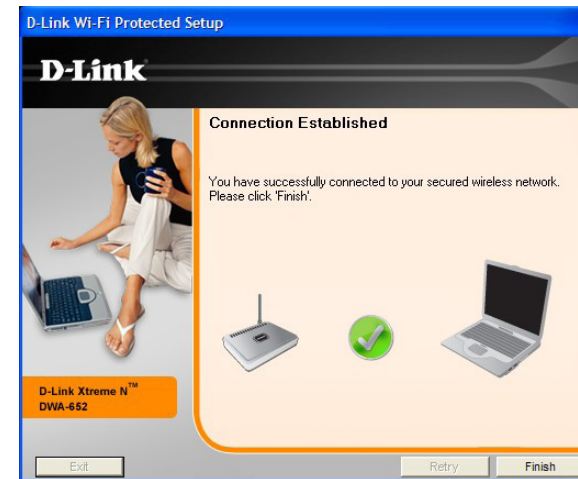 D-Link Wi-Fi Protected Setup
D-Link
Connection Established
You have successfully connected to your secured wireless network.
Please click 'Finish'.
D-Link Xtreme N™
DWA-652
Exit
Retry
Finish